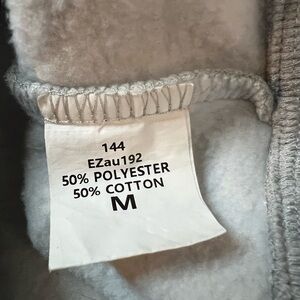 144
EZau192
50% POLYESTER
50% COTTON
M